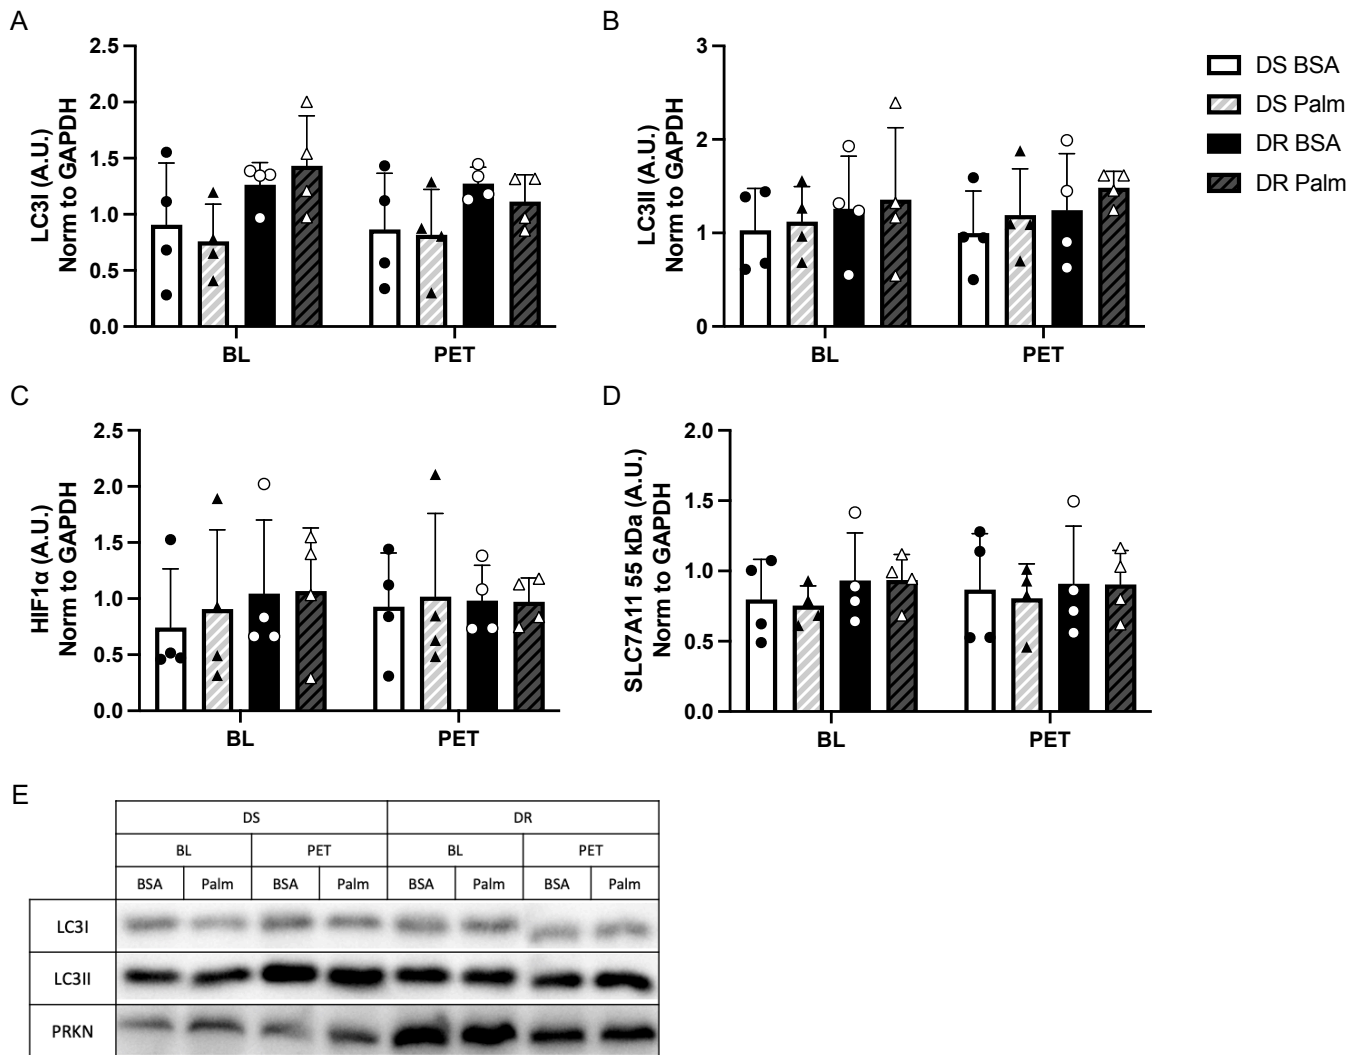 A
LC3I (A.U.)
Norm to GAPDH
2.5
2.0
1.5
1.0
0.5
0.0
BL
PET
B
LC3II (A.U.)
Norm to GAPDH
3
2
1
0
BL
PET
DS BSA
DS Palm
DR BSA
DR Palm
C
HIF1α (A.U.)
Norm to GAPDH
2.5
2.0
1.5
1.0
0.5
0.0
BL
PET
D
SLC7A11 55 kDa (A.U.)
Norm to GAPDH
2.0
1.5
1.0
0.5
0.0
BL
PET
E
DS DR
BL PET BL PET
BSA Palm BSA Palm BSA Palm BSA Palm
LC3I
LC3II
PRKN